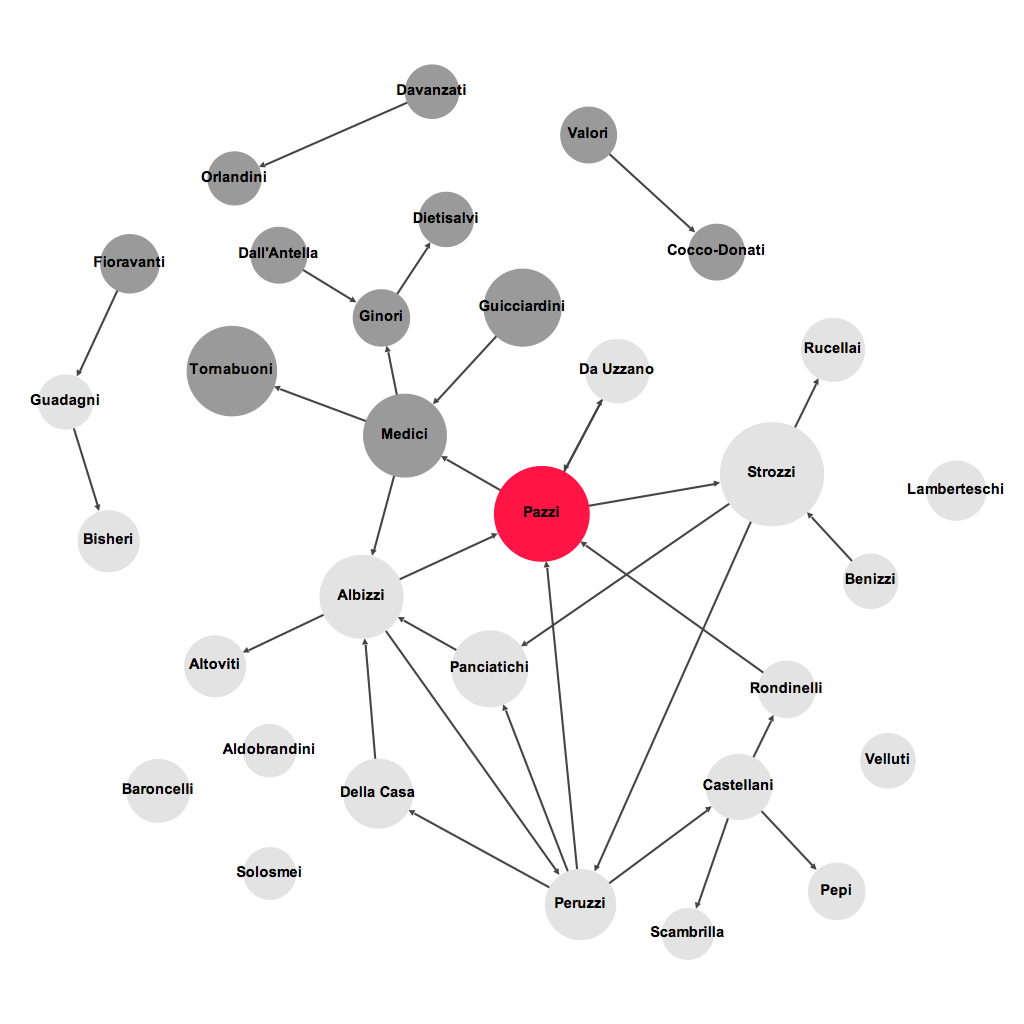 Davanzati
Valori
Orlandini
Dietisalvi
Dall'Antella
Cocco-Donati
Fioravanti
Guicciardini
Ginori
Rucellai
Tornabuoni
Da Uzzano
Guadagni
Medici
Strozzi
Lamberteschi
Pazzi
Bisheri
Benizzi
Albizzi
Altoviti
Panciatichi
Rondinelli
Aldobrandini
Velluti
Castellani
Baroncelli
Della Casa
Solosmei
Pepi
Peruzzi
Scambrilla